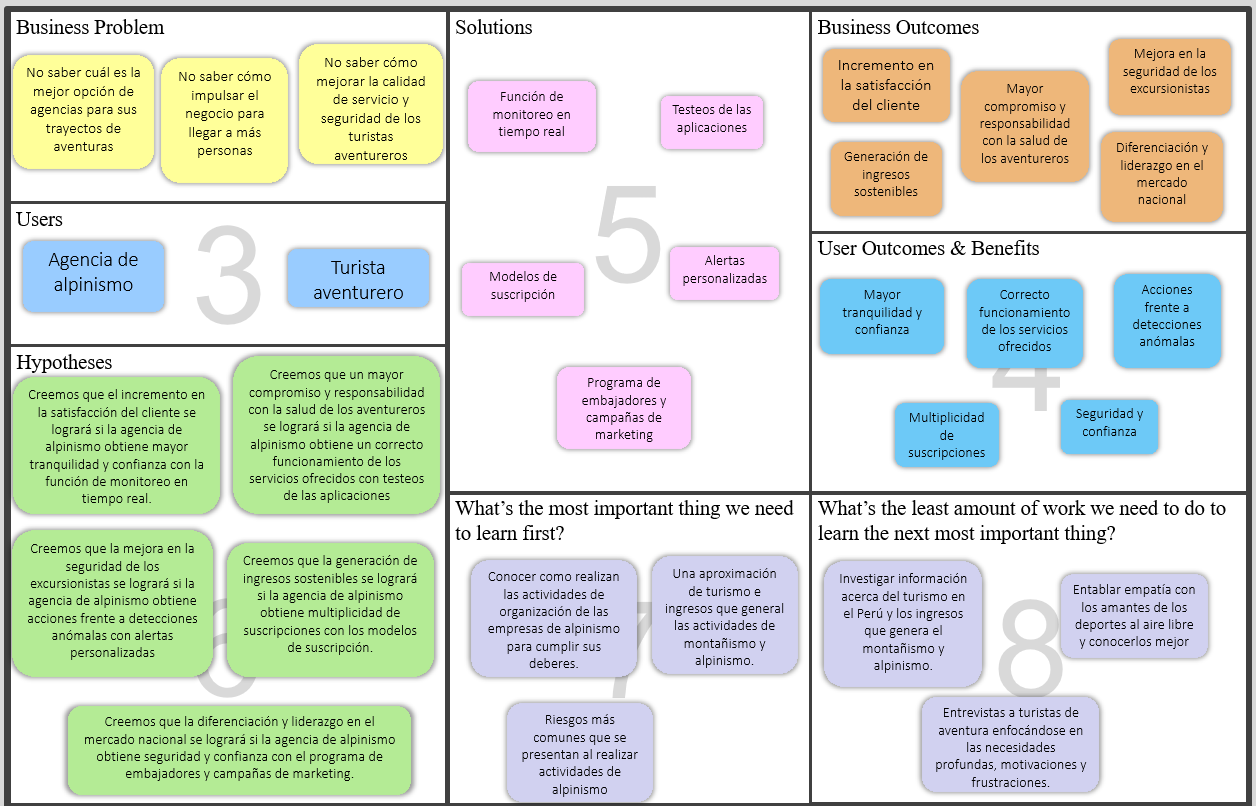 Business Problem
No saber cuál es la
mejor opción de
agencias para sus
trayectos de
aventuras
No saber cómo
impulsar el
negocio para
llegar a más
personas
No saber cómo
mejorar la calidad
de servicio y
seguridad de los
turistas
aventureros
Users
3
Agencia de
alpinismo
Turista
aventurero
Hypotheses
6
Creemos que el incremento en
la satisfacción del cliente se
logrará si la agencia de
alpinismo obtiene mayor
tranquilidad y confianza con la
función de monitoreo en
tiempo real.
Creemos que un mayor
compromiso y responsabilidad
con la salud de los aventureros
se logrará si la agencia de
alpinismo obtiene un correcto
funcionamiento de los
servicios ofrecidos con testeos
de las aplicaciones
Creemos que la mejora en la
seguridad de los
excursionistas se logrará si la
agencia de alpinismo obtiene
acciones frente a detecciones
anómalas con alertas
personalizadas
Creemos que la generación de
ingresos sostenibles se logrará
si la agencia de alpinismo
obtiene multiplicidad de
suscripciones con los modelos
de suscripción.
Creemos que la diferenciación y liderazgo en el
mercado nacional se logrará si la agencia de alpinismo
obtiene seguridad y confianza con el programa de
embajadores y campañas de marketing.
Solutions
5
Función de
monitoreo en
tiempo real
Testeos de las
aplicaciones
Modelos de
suscripción
Alertas
personalizadas
Programa de
embajadores y
campañas de
marketing
Business Outcomes
Incremento en
la satisfacción
del cliente
Mayor
compromiso y
responsabilidad
con la salud de
los aventureros
Mejora en la
seguridad de los
excursionistas
Generación de
ingresos
sostenibles
Diferenciación y
liderazgo en el
mercado
nacional
User Outcomes & Benefits
4
Mayor
tranquilidad y
confianza
Correcto
funcionamiento
de los servicios
ofrecidos
Acciones
frente a
detecciones
anómalas
Multiplicidad
de
suscripciones
Seguridad y
confianza
What’s the most important thing we need
to learn first?
7
Conocer como realizan
las actividades de
organización de las
empresas de alpinismo
para cumplir sus
deberes.
Una aproximación
de turismo e
ingresos que general
las actividades de
montañismo y
alpinismo.
Riesgos más
comunes que se
presentan al realizar
actividades de
alpinismo
What’s the least amount of work we need to do to
learn the next most important thing?
8
Investigar información
acerca del turismo en
el Perú y los ingresos
que genera el
montañismo y
alpinismo.
Entablar empatía con
los amantes de los
deportes al aire libre
y conocerlos mejor
Entrevistas a turistas de
aventura enfocándose en
las necesidades
profundas, motivaciones y
frustraciones.